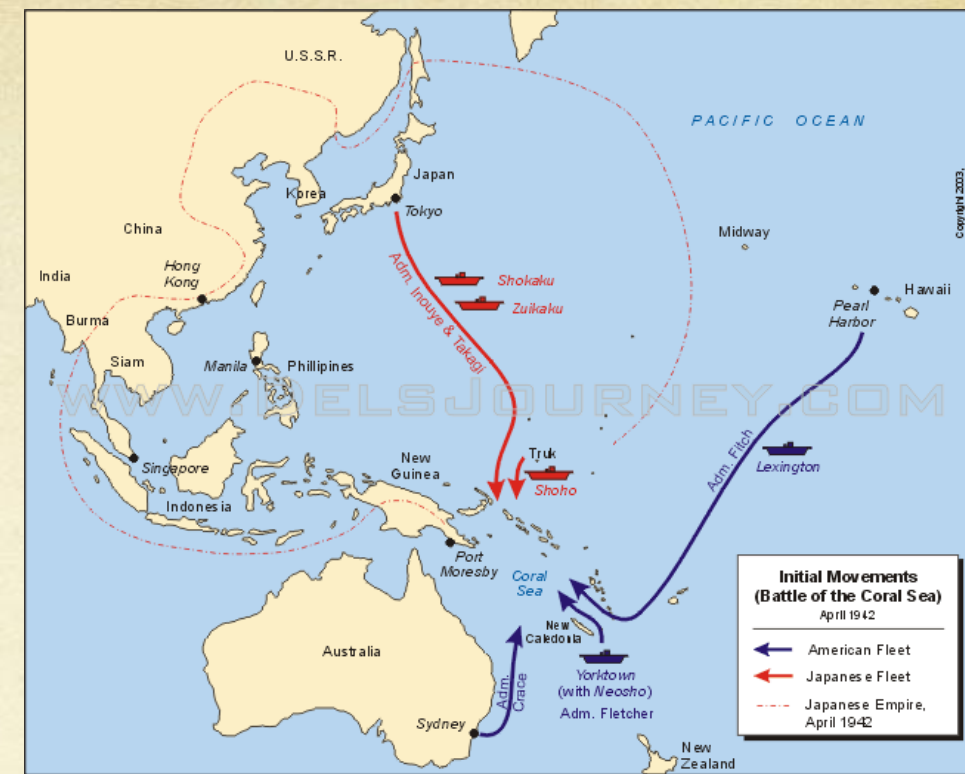 U.S.S.R.
PACIFIC OCEAN
Copyright 2003,
Japan
Korea
Tokyo
China
Midway
Hong
Kong
India
Adm. Inouye & Takagi
Shokaku
Zuikaku
Hawaii
Pearl
Harbor
Burma
Siam
Manila
Phillipines
www.DelsJourney.com
Adm. Fitch
Lexington
New
Guinea
Truk
Shoho
Singapore
Indonesia
Port
Moresby
Coral
Sea
New
Caledonia
Australia
Adm.
Crace
Yorktown
(with Neosho)
Adm. Fletcher
Sydney
New
Zealand
Initial Movements
(Battle of the Coral Sea)
April 1942
American Fleet
Japanese Fleet
Japanese Empire,
April 1942